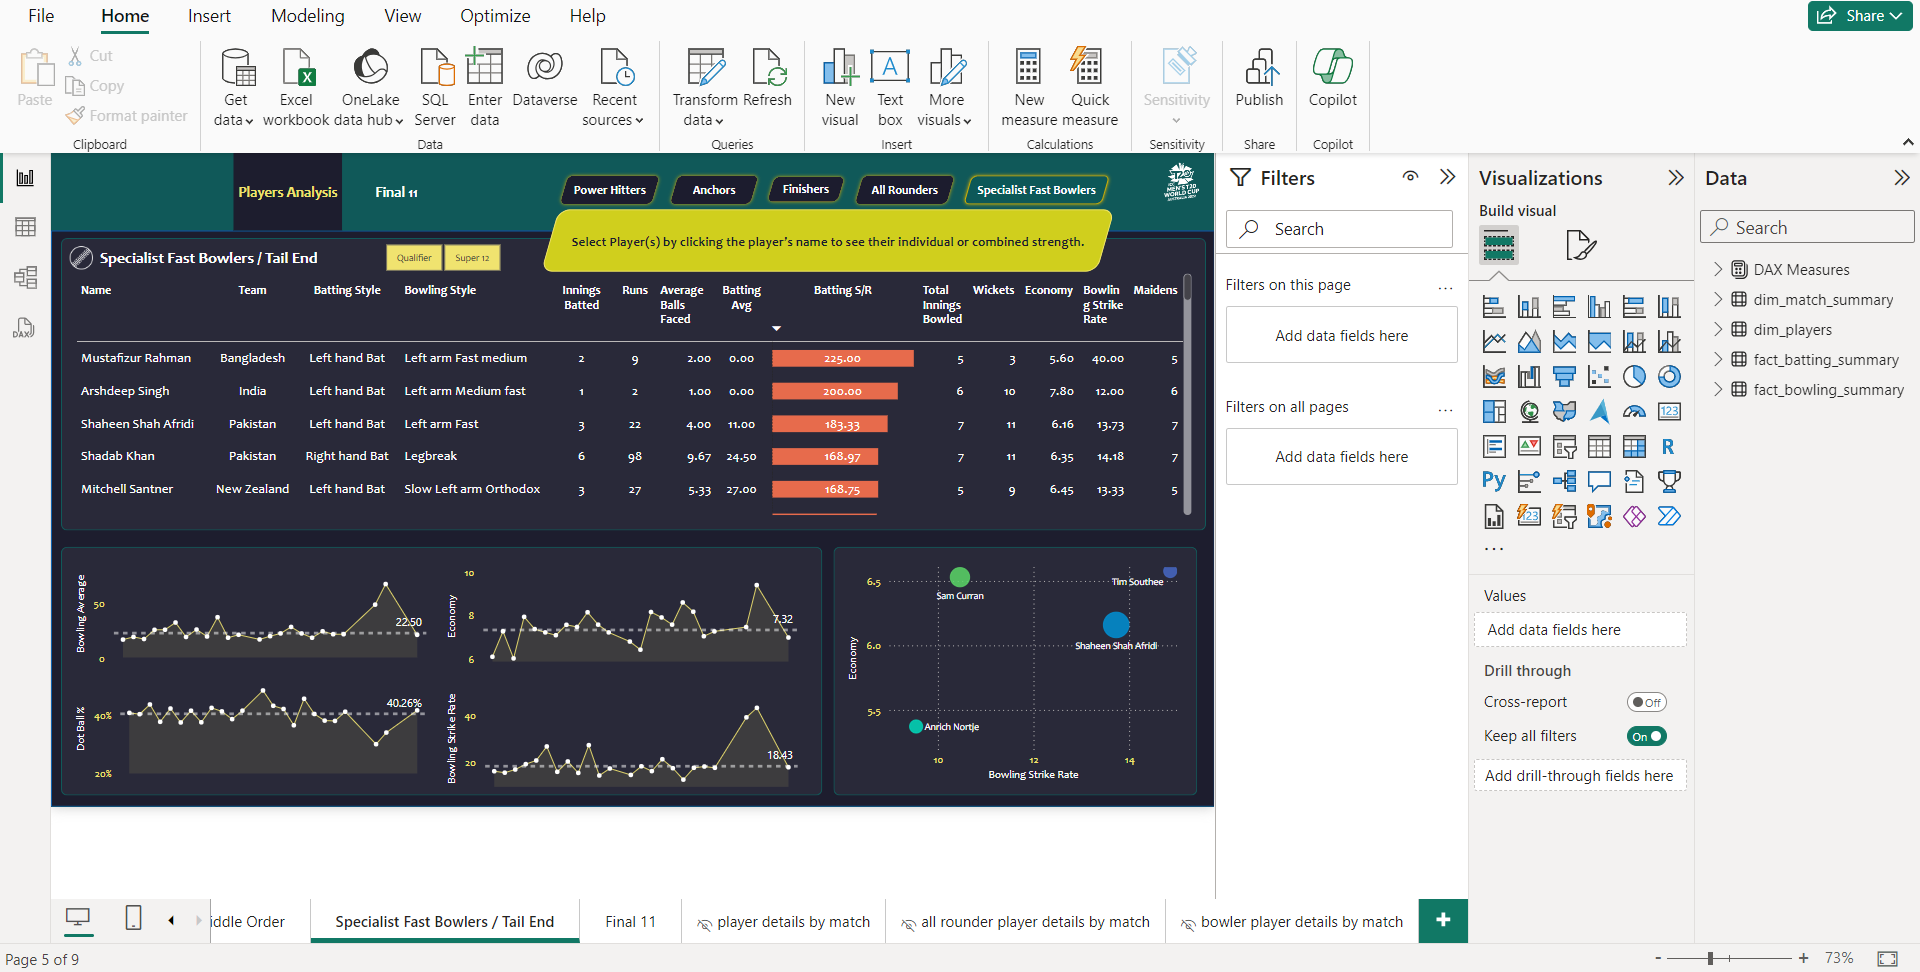 File Home Insert Modeling View Optimize Help
Share
Paste
Cut
Copy
Format painter
Clipboard
Get data
Excel workbook
OneLake data hub
SQL Server
Enter data
Dataverse
Recent sources
Data
Transform data
Refresh
Queries
New visual
Text box
More visuals
Insert
New measure
Quick measure
Calculations
Sensitivity
Sensitivity
Publish
Share
Copilot
Copilot
Players Analysis
Final 11
Power Hitters
Anchors
Finishers
All Rounders
Specialist Fast Bowlers
MEN'S T20
WORLD CUP
Select Player(s) by clicking the player's name to see their individual or combined strength.
Specialist Fast Bowlers / Tail End
Qualifier
Super 12
Name Team Batting Style Bowling Style Innings Batted Runs Average Balls Faced Batting Avg Batting S/R Total Innings Bowled Wickets Economy Bowlin g Strike Rate Maidens
Mustafizur Rahman Bangladesh Left hand Bat Left arm Fast medium 2 9 2.00 0.00 225.00 5 3 5.60 40.00 5
Arshdeep Singh India Left hand Bat Left arm Medium fast 1 2 1.00 0.00 200.00 6 10 7.80 12.00 6
Shaheen Shah Afridi Pakistan Left hand Bat Left arm Fast 3 22 4.00 11.00 183.33 7 11 6.16 13.73 7
Shadab Khan Pakistan Right hand Bat Legbreak 6 98 9.67 24.50 168.97 7 11 6.35 14.18 7
Mitchell Santner New Zealand Left hand Bat Slow Left arm Orthodox 3 27 5.33 27.00 168.75 5 9 6.45 13.33 5
Bowling Average
50
0
22.50
Economy
10
8
6
7.32
Dot Ball %
40%
20%
40.26%
Bowling Strike Rate
40
20
18.43
Economy
6.5
6.0
5.5
Tim Southee
Sam Curran
Shaheen Shah Afridi
Anrich Nortje
10 12 14
Bowling Strike Rate
Filters
Search
Filters on this page
...
Add data fields here
Filters on all pages
...
Add data fields here
Visualizations
Build visual
123
R
Py
123
...
Values
Add data fields here
Drill through
Cross-report
Off
Keep all filters
On
Add drill-through fields here
Data
Search
DAX Measures
dim_match_summary
dim_players
fact_batting_summary
fact_bowling_summary
DAX
iddle Order
Specialist Fast Bowlers / Tail End
Final 11
player details by match
all rounder player details by match
bowler player details by match
+
Page 5 of 9
- + 73%